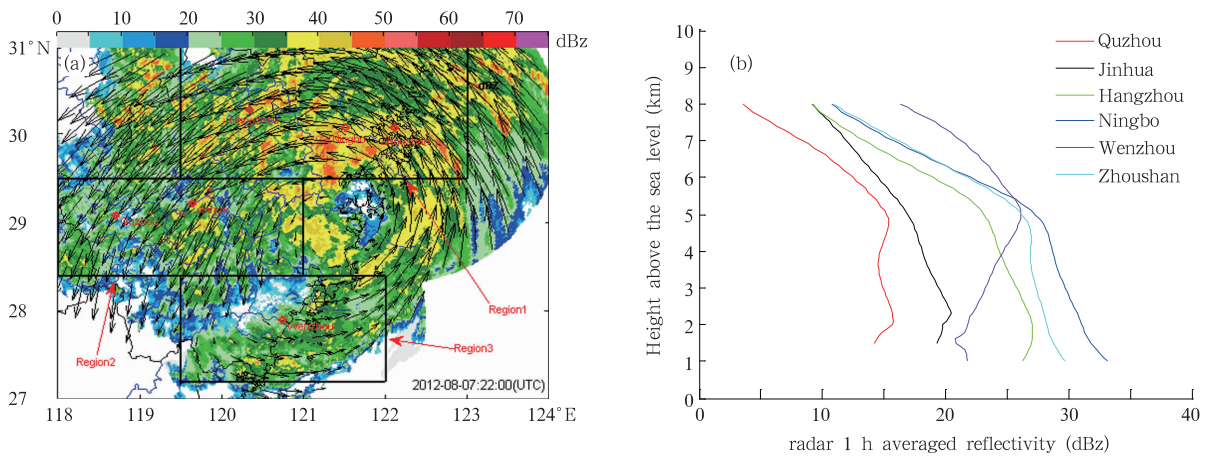 0 10 20 30 40 50 60 70
dBz
31°N
30
29
28
27
(a)
Wenzhou
Region1
Region2
Region3
2012-08-07:22:00(UTC)
118 119 120 121 122 123 124°E
(b)
Quzhou
Jinhua
Hangzhou
Ningbo
Wenzhou
Zhoushan
Height above the sea level (km)
10
9
8
7
6
5
4
3
2
1
0
0 10 20 30 40
radar 1 h averaged reflectivity (dBz)